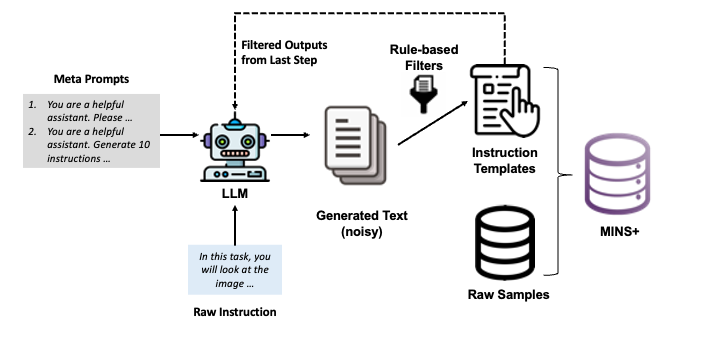 Filtered Outputs
from Last Step
Rule-based
Filters
Meta Prompts
1. You are a helpful
assistant. Please ...
2. You are a helpful
assistant. Generate 10
instructions ...
LLM
Generated Text
(noisy)
Instruction
Templates
MINS+
In this task, you
will look at the
image ...
Raw Instruction
Raw Samples